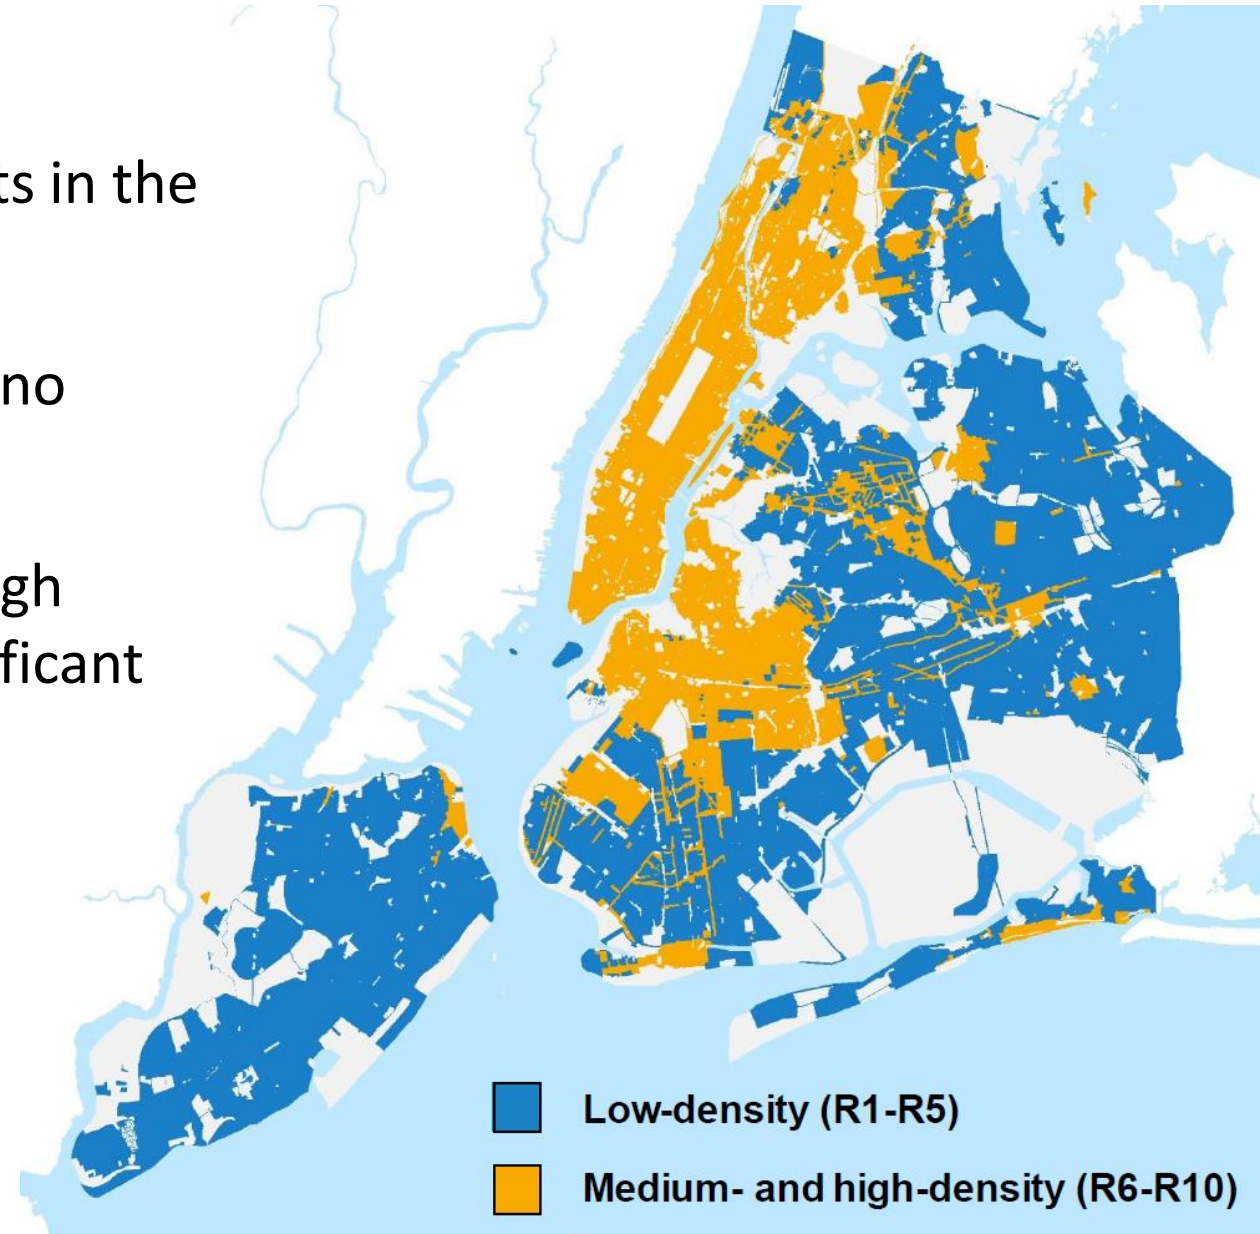 ts in the
no
gh
ficant
Low-density (R1-R5)
Medium- and high-density (R6-R10)